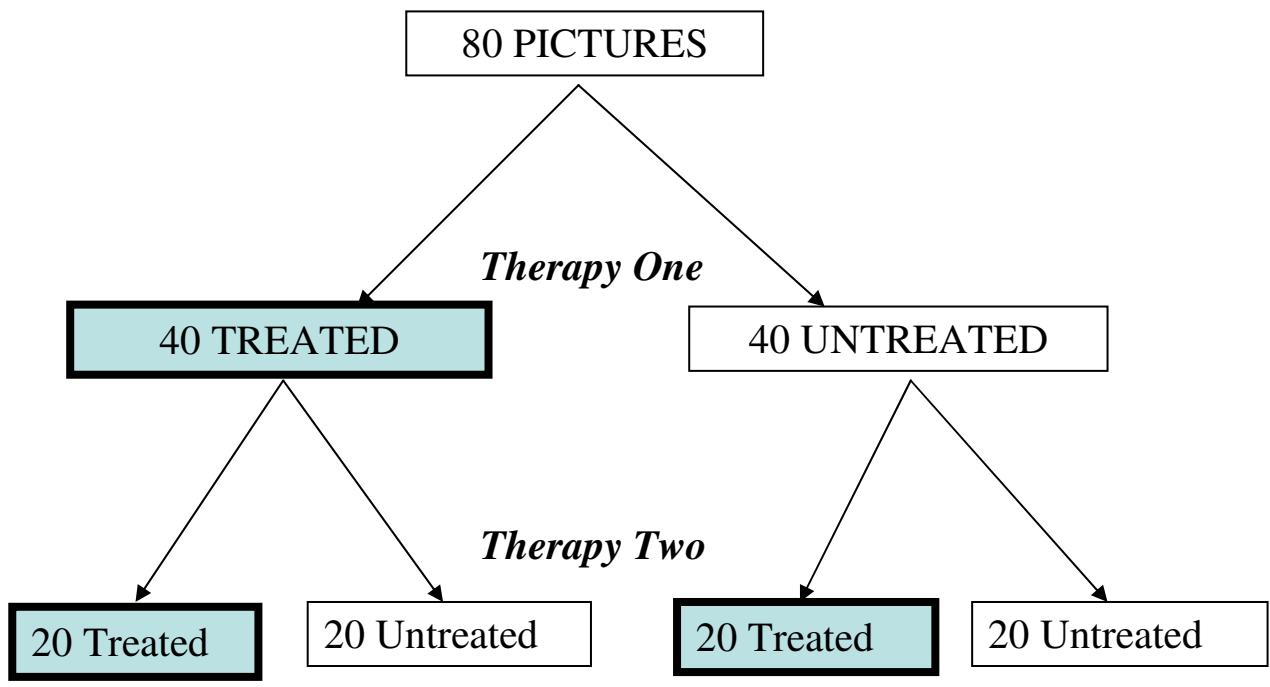 80 PICTURES
Therapy One
40 TREATED
40 UNTREATED
Therapy Two
20 Treated
20 Untreated
20 Treated
20 Untreated